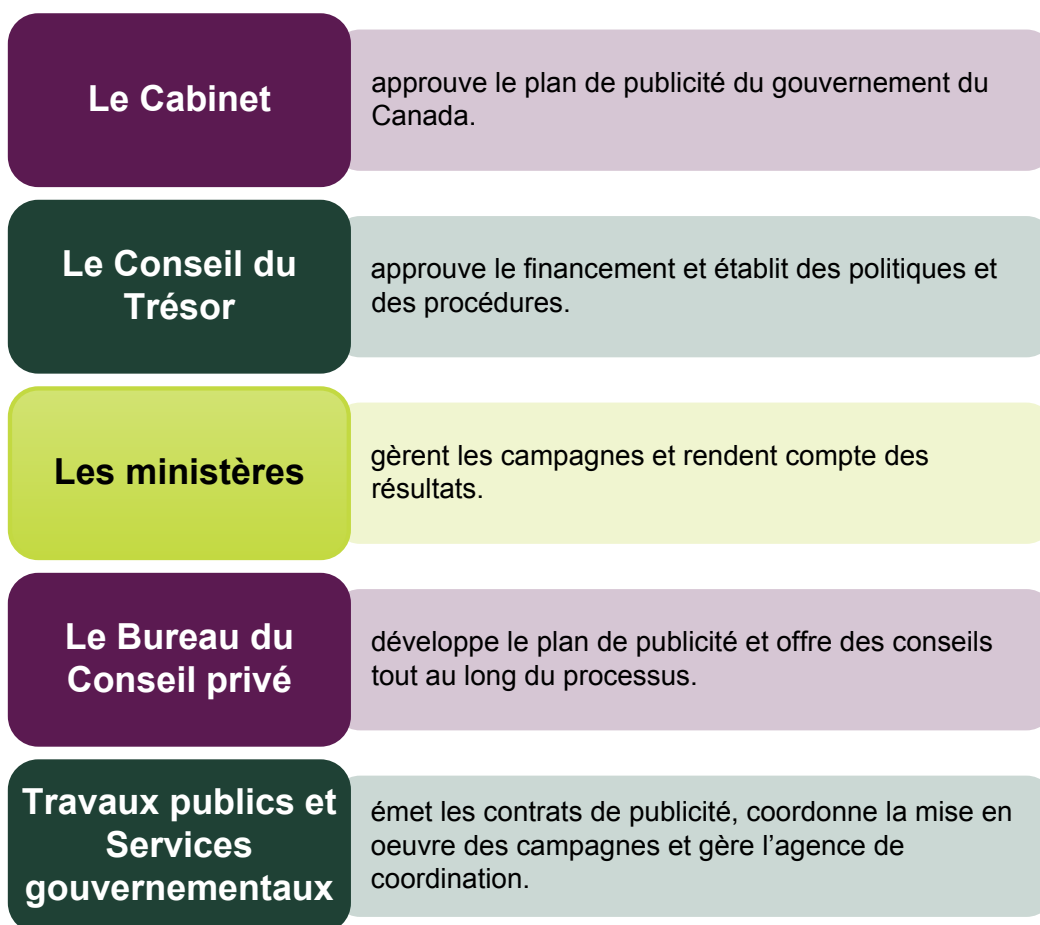 Le Cabinet
approuve le plan de publicité du gouvernement du
Canada.
Le Conseil du
Trésor
approuve le financement et établit des politiques et
des procédures.
Les ministères
gèrent les campagnes et rendent compte des
résultats.
Le Bureau du
Conseil privé
développe le plan de publicité et offre des conseils
tout au long du processus.
Travaux publics et
Services
gouvernementaux
émet les contrats de publicité, coordonne la mise en
oeuvre des campagnes et gère l’agence de
coordination.